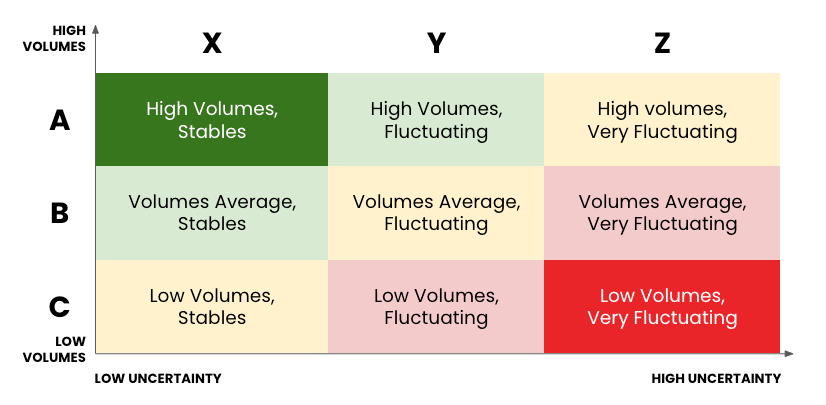 HIGH
VOLUMES
X
Y
Z
A
High Volumes,
Stables
High Volumes,
Fluctuating
High volumes,
Very Fluctuating
B
Volumes Average,
Stables
Volumes Average,
Fluctuating
Volumes Average,
Very Fluctuating
C
Low Volumes,
Stables
Low Volumes,
Fluctuating
Low Volumes,
Very Fluctuating
LOW
VOLUMES
LOW UNCERTAINTY
HIGH UNCERTAINTY